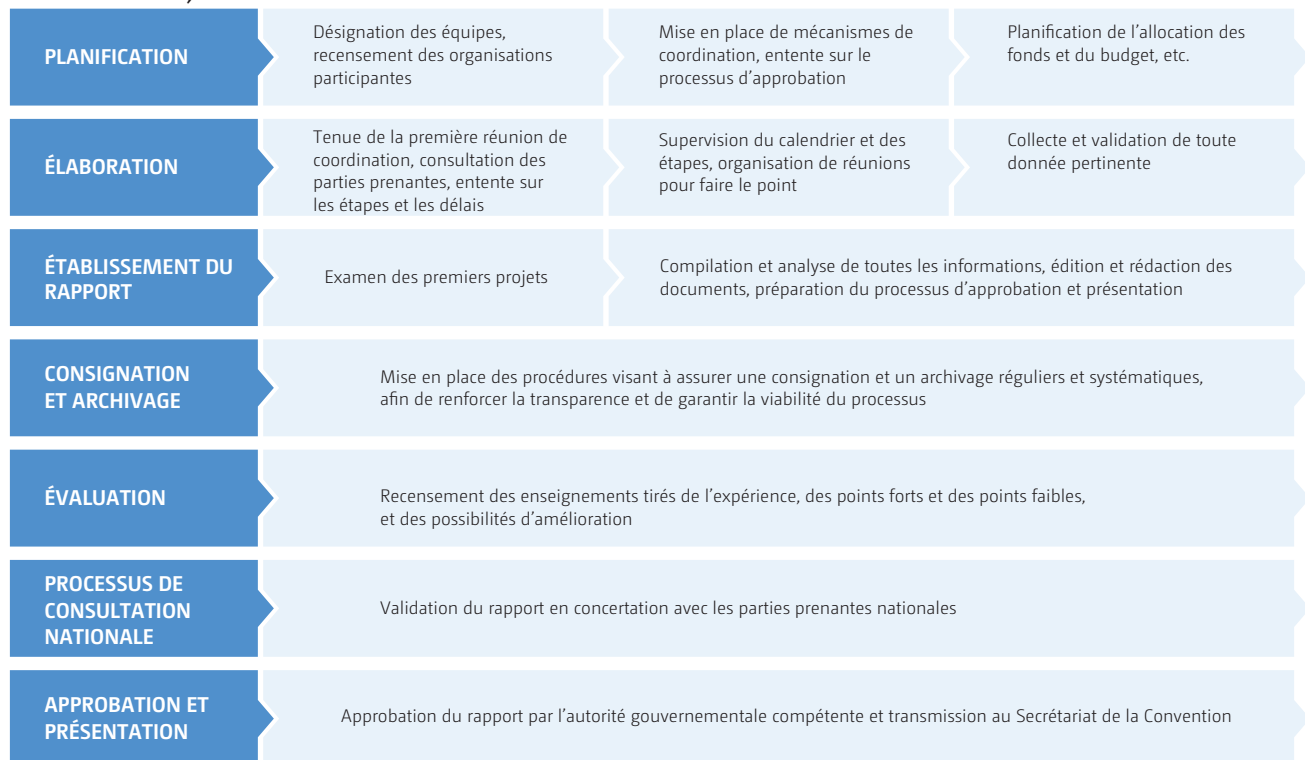 PLANIFICATION
Désignation des équipes,
recensement des organisations
participantes
Mise en place de mécanismes de
coordination, entente sur le
processus d’approbation
Planification de l’allocation des
fonds et du budget, etc.
ÉLABORATION
Tenue de la première réunion de
coordination, consultation des
parties prenantes, entente sur
les étapes et les délais
Supervision du calendrier et des
étapes, organisation de réunions
pour faire le point
Collecte et validation de toute
donnée pertinente
ÉTABLISSEMENT DU
RAPPORT
Examen des premiers projets
Compilation et analyse de toutes les informations, édition et rédaction des
documents, préparation du processus d’approbation et présentation
CONSIGNATION
ET ARCHIVAGE
Mise en place des procédures visant à assurer une consignation et un archivage réguliers et systématiques,
afin de renforcer la transparence et de garantir la viabilité du processus
ÉVALUATION
Recensement des enseignements tirés de l’expérience, des points forts et des points faibles,
et des possibilités d’amélioration
PROCESSUS DE
CONSULTATION
NATIONALE
Validation du rapport en concertation avec les parties prenantes nationales
APPROBATION ET
PRÉSENTATION
Approbation du rapport par l’autorité gouvernementale compétente et transmission au Secrétariat de la Convention